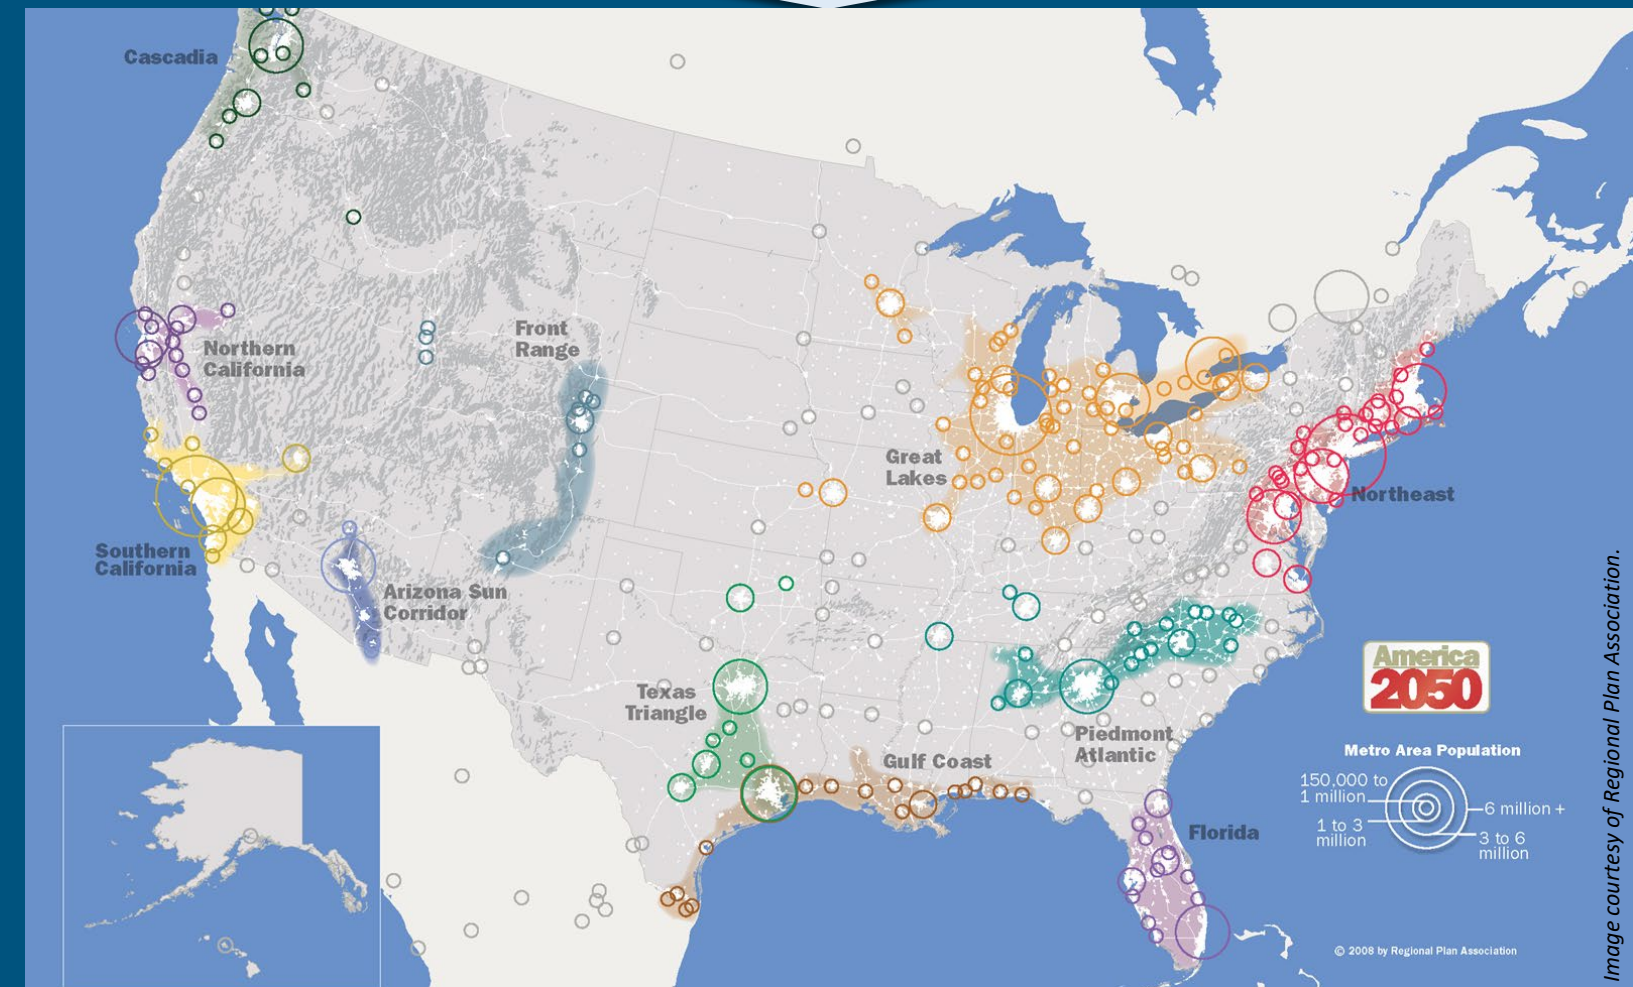 Cascadia
Northern
California
Front
Range
Great
Lakes
Northeast
Southern
California
Arizona Sun
Corridor
Texas
Triangle
Gulf Coast
Piedmont
Atlantic
Florida
America
2050
Metro Area Population
150,000 to
1 million
1 to 3
million
6 million +
3 to 6
million
© 2008 by Regional Plan Association
Image courtesy of Regional Plan Association.